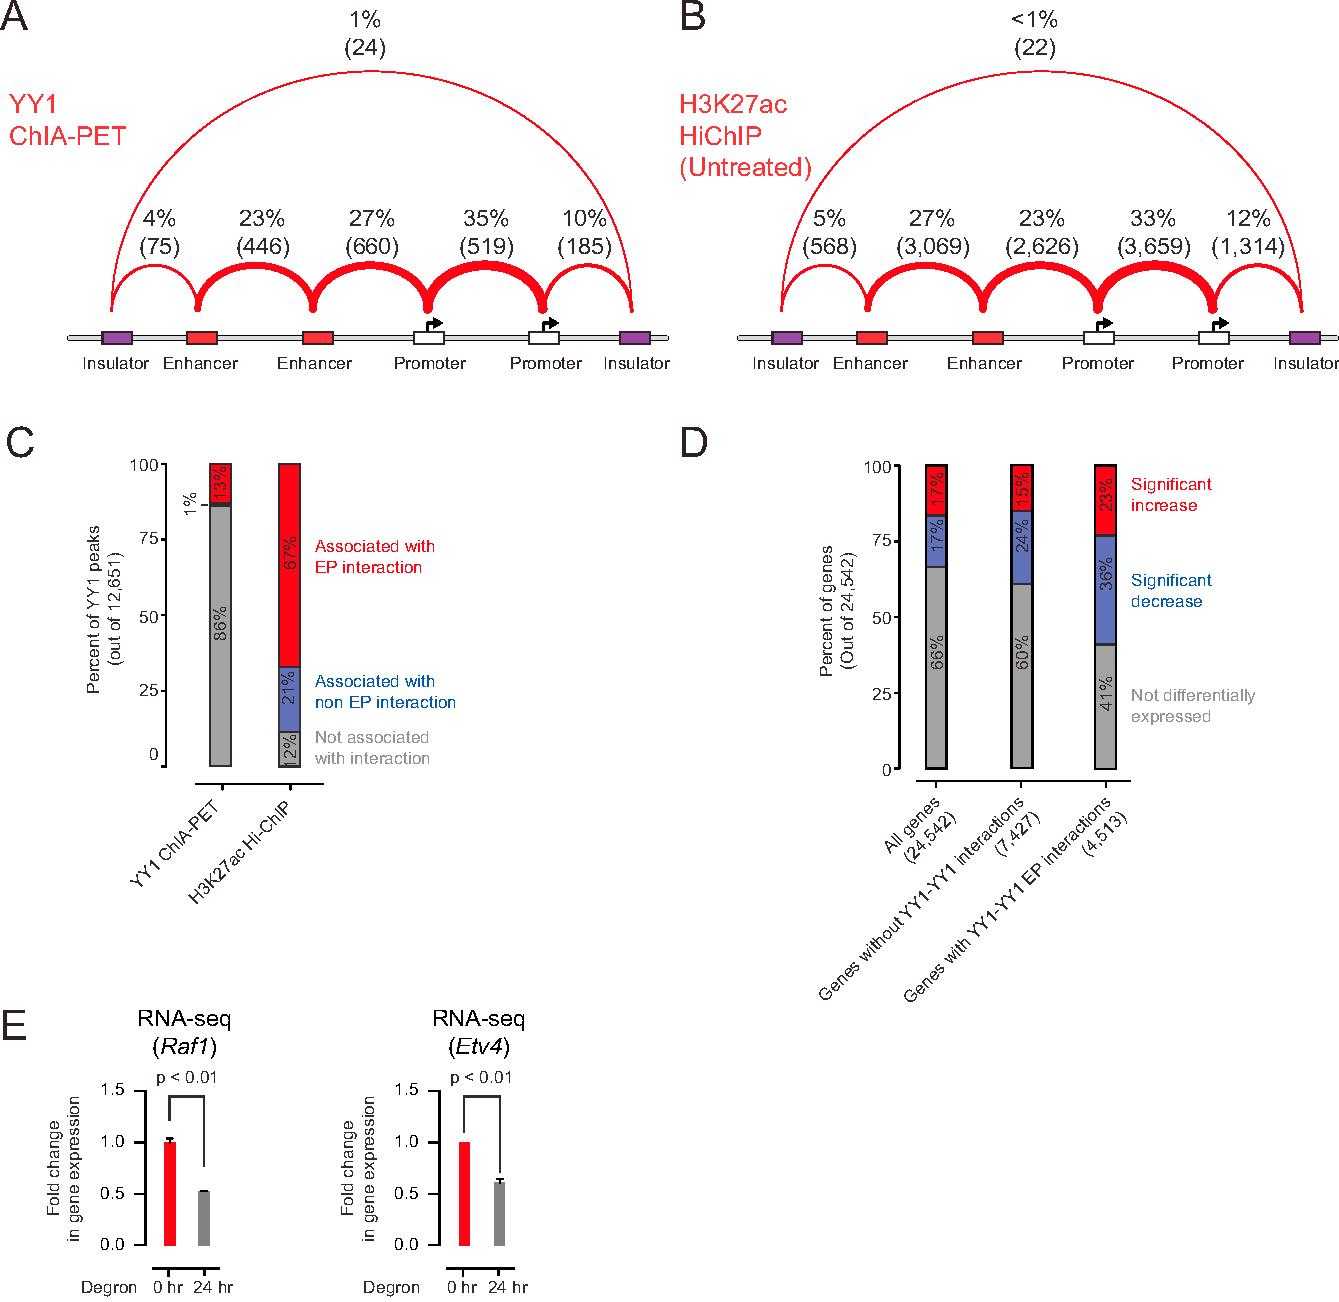 A
1%
(24)
YY1
ChIA-PET
4%
(75)
23%
(446)
27%
(660)
35%
(519)
10%
(185)
Insulator
Enhancer
Enhancer
Promoter
Promoter
Insulator
B
<1%
(22)
H3K27ac
HiChIP
(Untreated)
5%
(568)
27%
(3,069)
23%
(2,626)
33%
(3,659)
12%
(1,314)
Insulator
Enhancer
Enhancer
Promoter
Promoter
Insulator
C
Percent of YY1 peaks
(out of 12,651)
100
75
50
25
0
13%
1%
86%
67%
21%
12%
Associated with
EP interaction
Associated with
non EP interaction
Not associated
with interaction
YY1 ChIA-PET
H3K27ac Hi-ChIP
D
Percent of genes
(Out of 24,542)
100
75
50
25
0
17%
17%
66%
15%
24%
60%
23%
36%
41%
Significant
increase
Significant
decrease
Not differentially
expressed
All genes
(24,542)
Genes without YY1-YY1 interactions
(7,427)
Genes with YY1-YY1 EP interactions
(4,513)
E
RNA-seq
(Raf1)
p < 0.01
Fold change
in gene expression
1.5
1.0
0.5
0.0
Degron 0 hr 24 hr
RNA-seq
(Etv4)
p < 0.01
Fold change
in gene expression
1.5
1.0
0.5
0.0
Degron 0 hr 24 hr